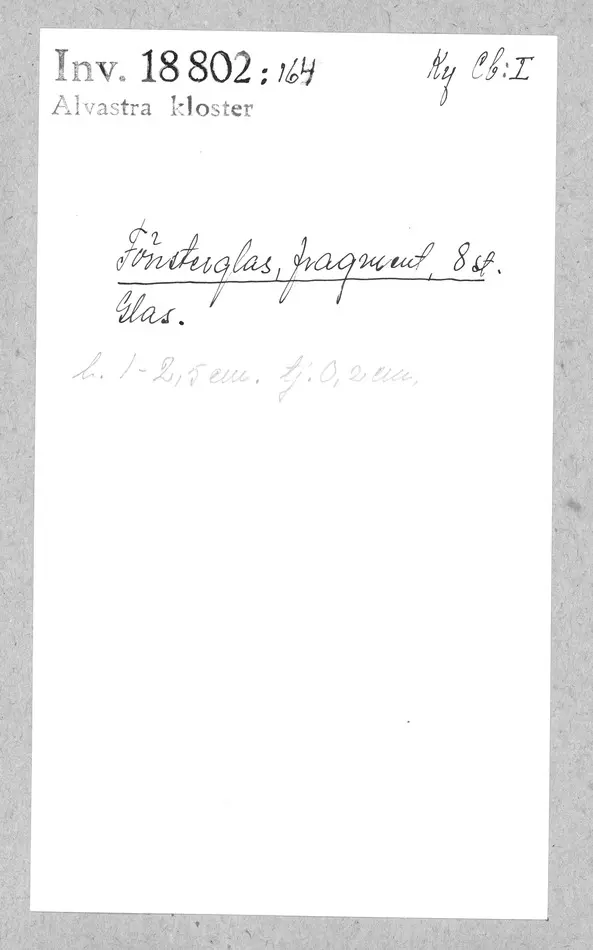 Inv. 18802:164
Ky Cb:I
Alvastra kloster
Fönsterglas, fragment, 8 st.
Glas.
b. 1-2,5 cm. tj. 0,2 cm.